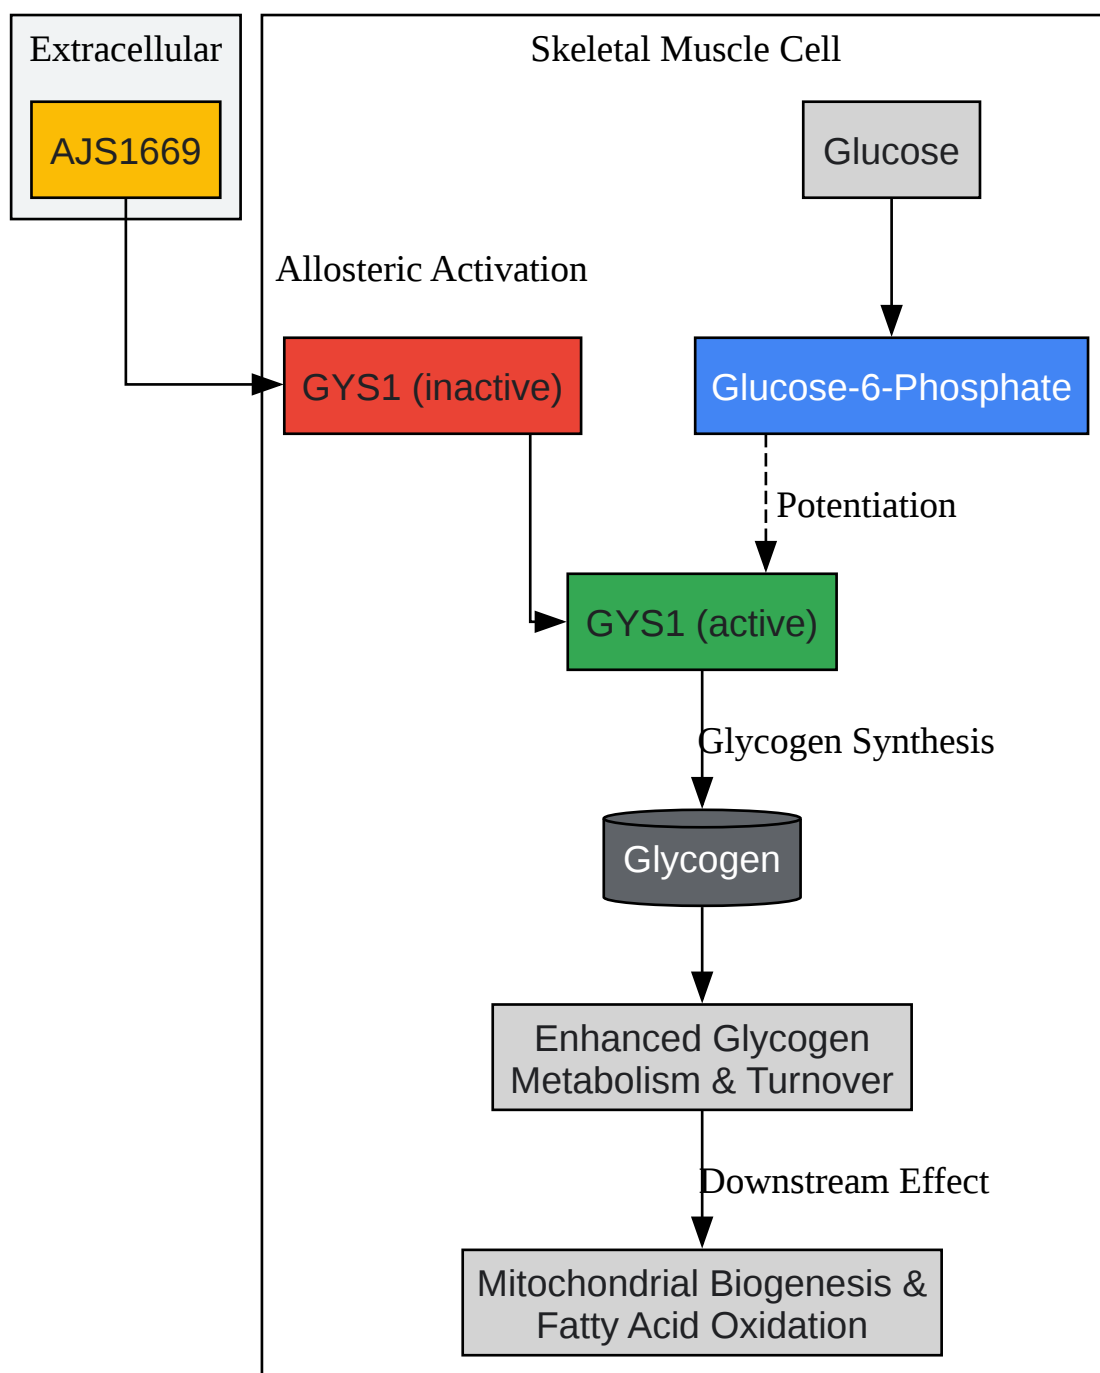 Extracellular
Skeletal Muscle Cell
AJS1669
Glucose
Allosteric Activation
GYS1 (inactive)
Glucose-6-Phosphate
Potentiation
GYS1 (active)
Glycogen Synthesis
Glycogen
Enhanced Glycogen
Metabolism & Turnover
Downstream Effect
Mitochondrial Biogenesis &
Fatty Acid Oxidation